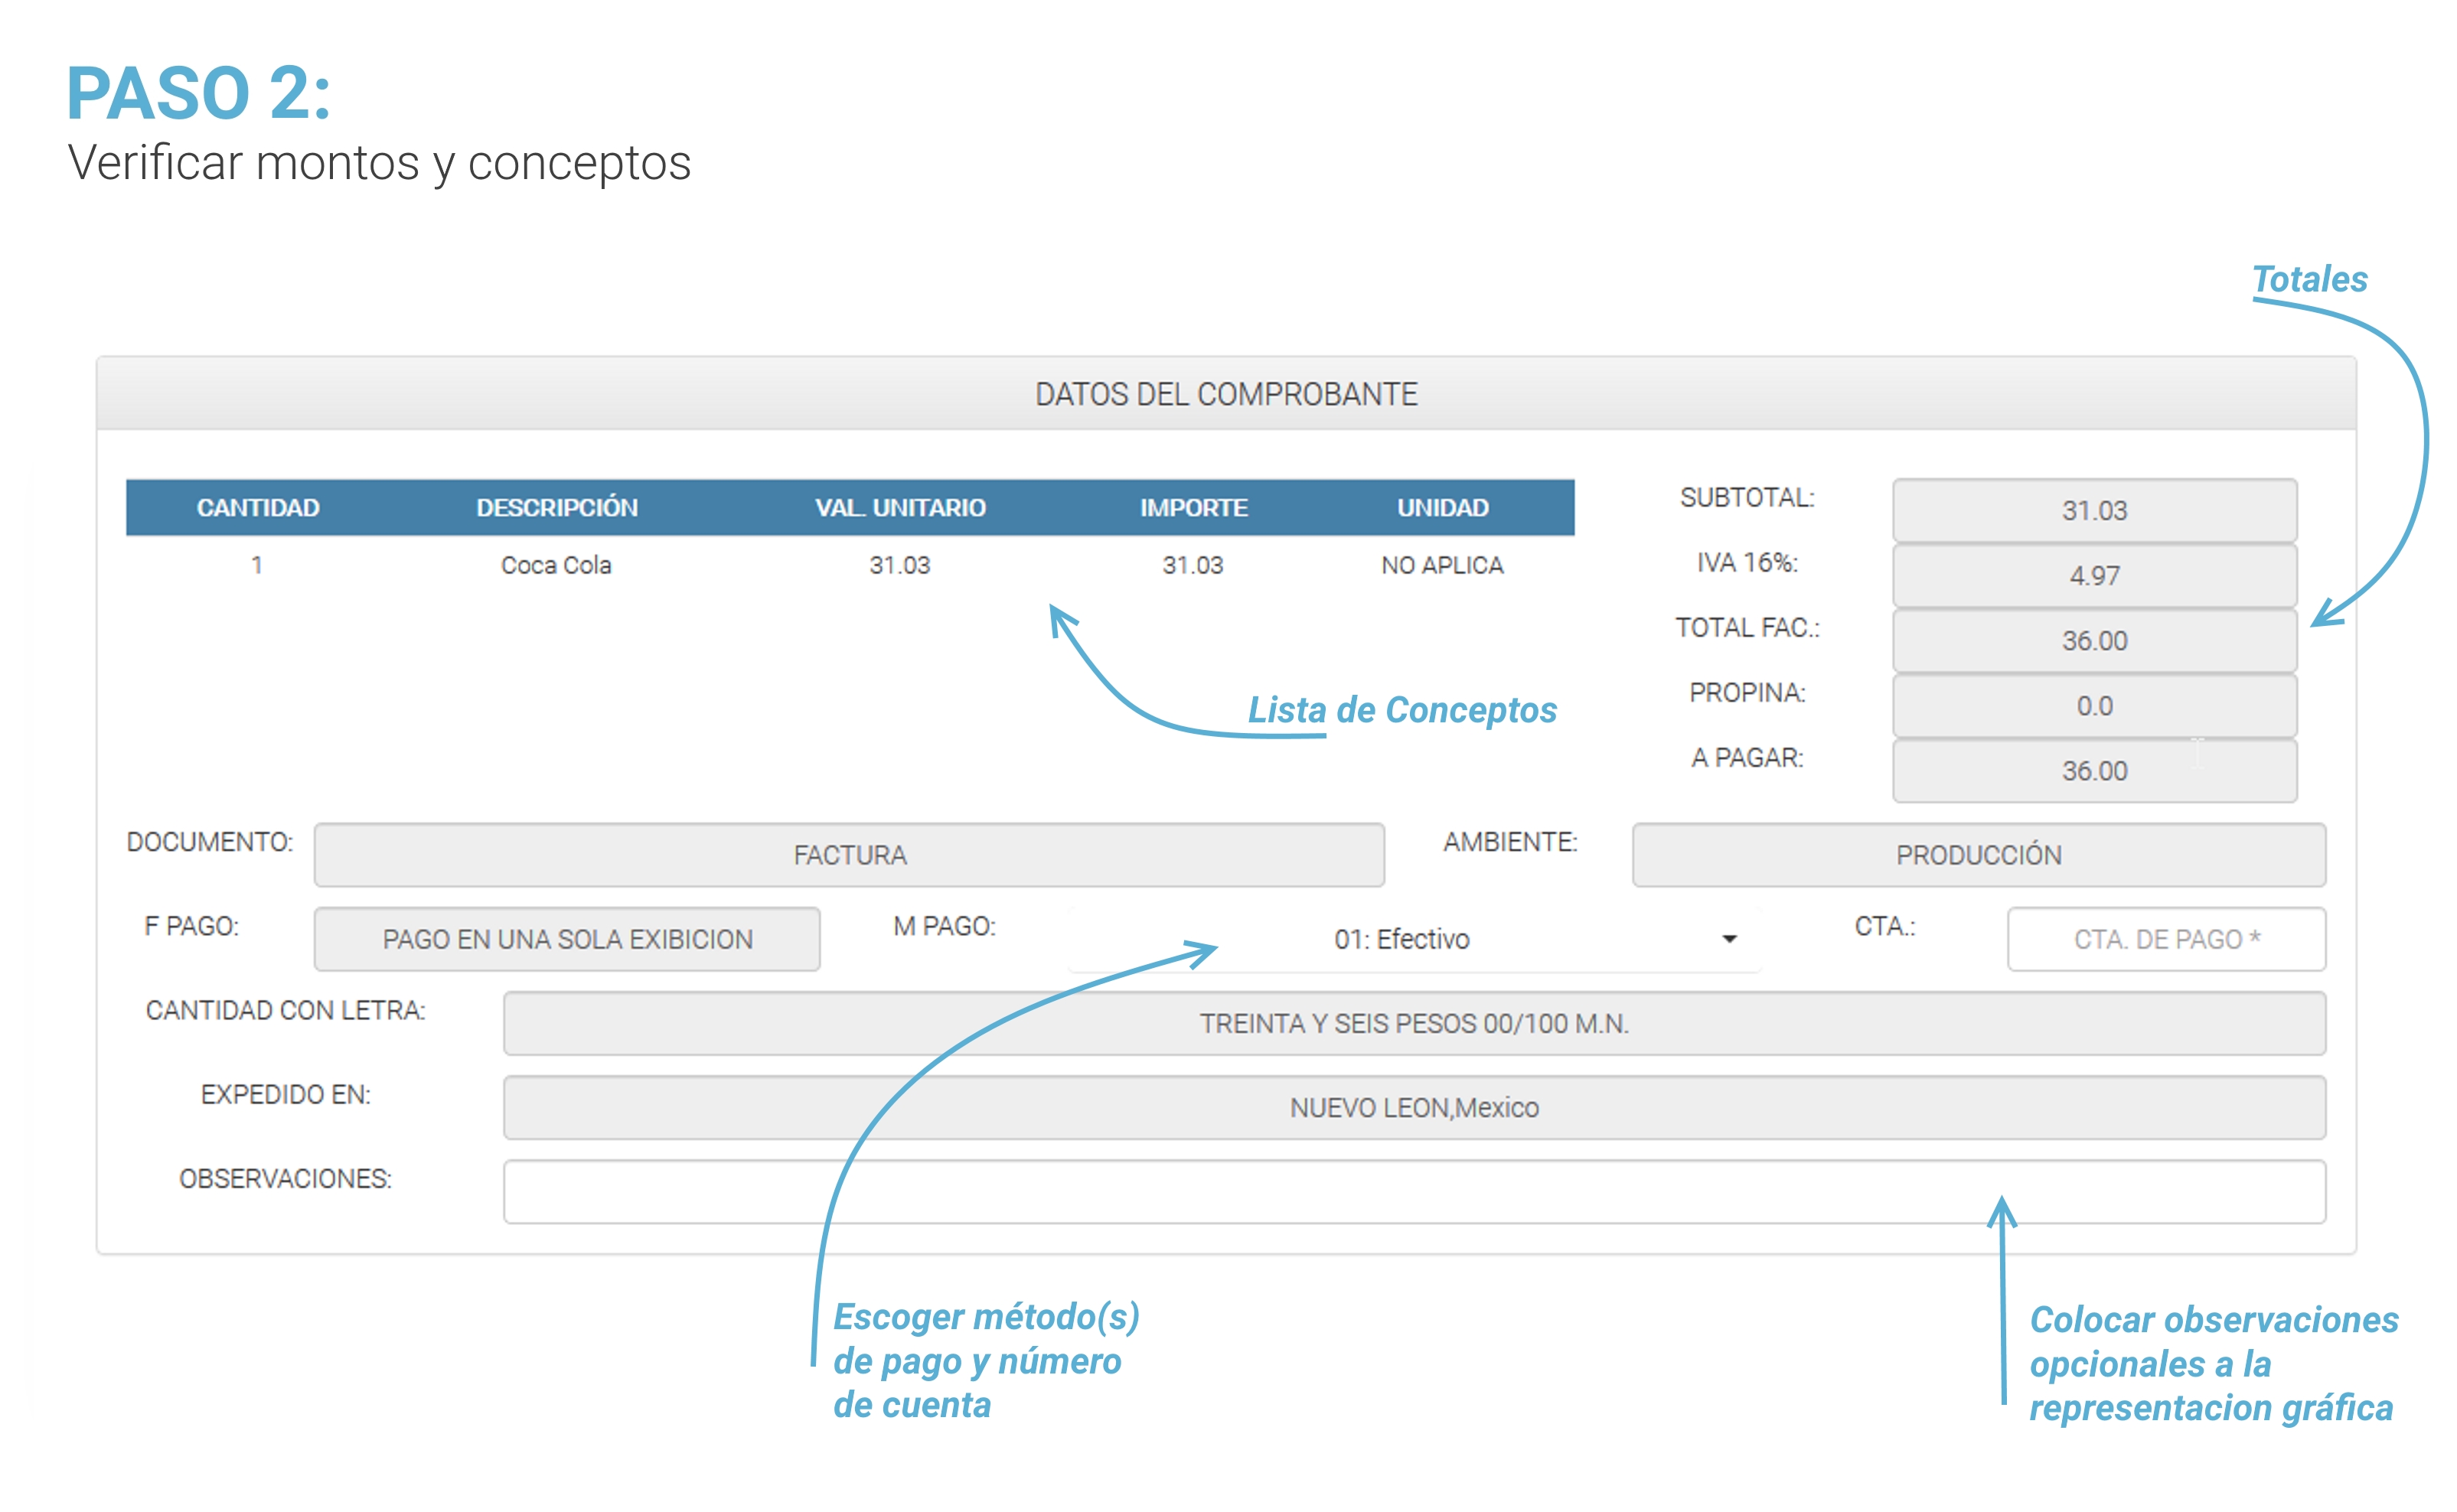 PASO 2:
Verificar montos y conceptos
Totales
DATOS DEL COMPROBANTE
CANTIDAD DESCRIPCIÓN VAL. UNITARIO IMPORTE UNIDAD
1 Coca Cola 31.03 31.03 NO APLICA
SUBTOTAL: 31.03
IVA 16%: 4.97
TOTAL FAC.: 36.00
PROPINA: 0.0
A PAGAR: 36.00
Lista de Conceptos
DOCUMENTO: FACTURA AMBIENTE: PRODUCCIÓN
F PAGO: PAGO EN UNA SOLA EXIBICION M PAGO: 01: Efectivo CTA.: CTA. DE PAGO *
CANTIDAD CON LETRA: TREINTA Y SEIS PESOS 00/100 M.N.
EXPEDIDO EN: NUEVO LEON,Mexico
OBSERVACIONES:
Escoger método(s)
de pago y número
de cuenta
Colocar observaciones
opcionales a la
representacion gráfica